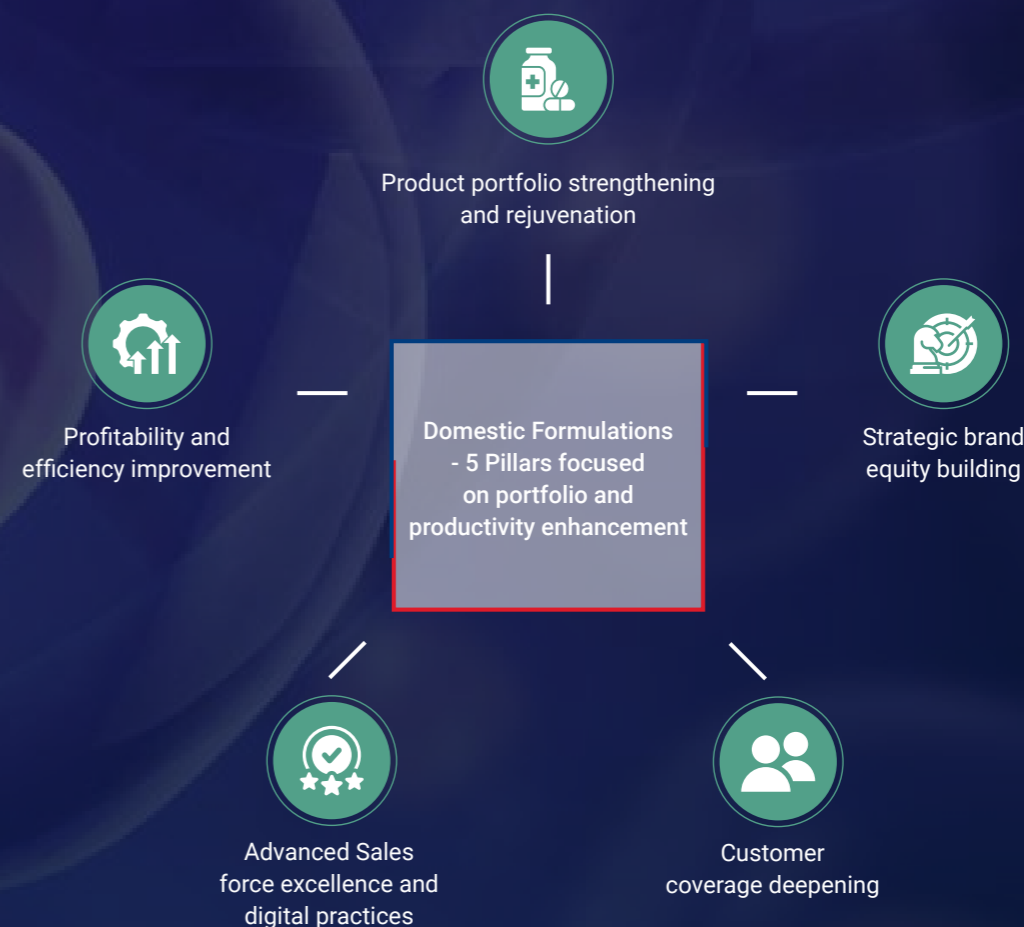 Product portfolio strengthening
and rejuvenation
Profitability and
efficiency improvement
Domestic Formulations
- 5 Pillars focused
on portfolio and
productivity enhancement
Strategic brand
equity building
Advanced Sales
force excellence and
digital practices
Customer
coverage deepening